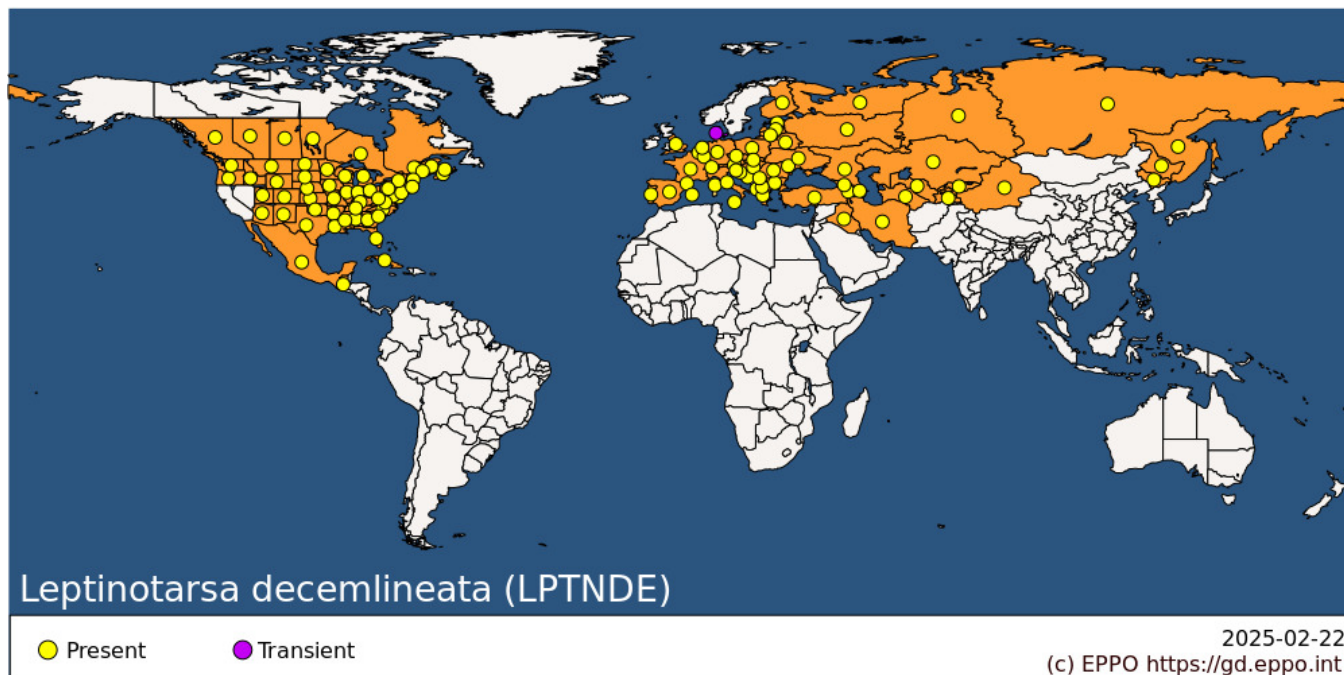 Leptinotarsa decemlineata (LPTNDE)
Present
Transient
2025-02-22
(c) EPPO https://gd.eppo.int